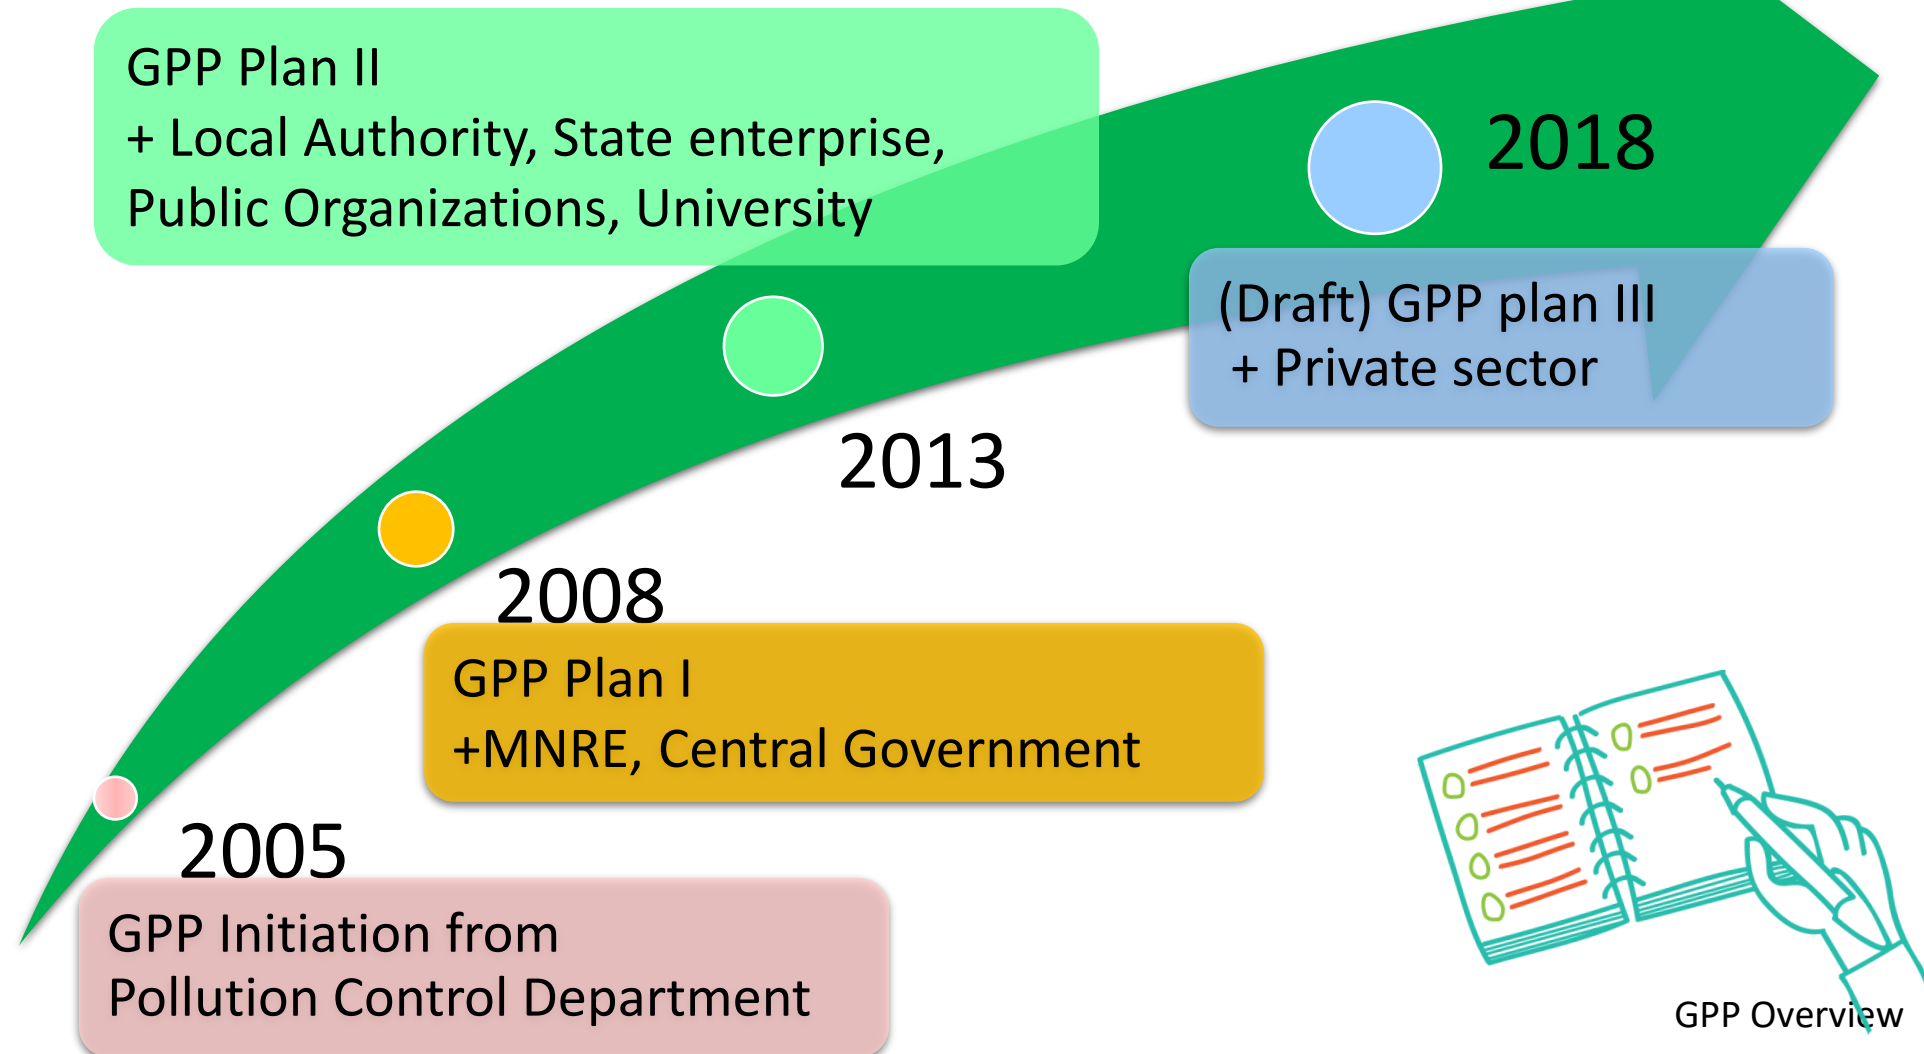 GPP Plan II
+ Local Authority, State enterprise,
Public Organizations, University
2018
(Draft) GPP plan III
+ Private sector
2013
2008
GPP Plan I
+MNRE, Central Government
2005
GPP Initiation from
Pollution Control Department
GPP Overview